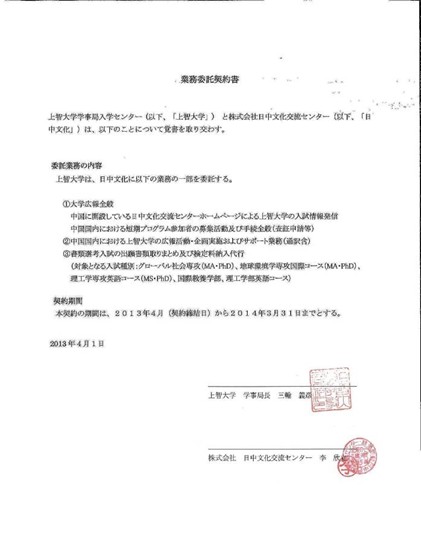 業務委託契約書
上智大学学事局入学センター（以下、「上智大学」）と株式会社日中文化交流センター（以下、「日
中文化」）は、以下のことについて覚書を取り交わす。
委託業務の内容
上智大学は、日中文化に以下の業務の一部を委託する。
①大学広報全般
中国に開設している日中文化交流センターホームページによる上智大学の入試情報発信
中国国内における短期プログラム参加者の募集活動及び手続全般（査証申請等）
②中国国内における上智大学の広報活動・企画実施およびサポート業務（通訳含）
③書類選考入試の出願書類取りまとめ及び検定料納入代行
（対象となる入試種別：グローバル社会専攻（MA・PhD）、地球環境学専攻国際コース（MA・PhD）、
理工学専攻英語コース（MS・PhD）、国際教養学部、理工学部英語コース）
契約期間
本契約の期間は、２０１３年４月（契約締結日）から２０１４年３月３１日までとする。
２０１３年４月１日
上智大学　学事局長　三輪　義彦
株式会社　日中文化交流センター　李